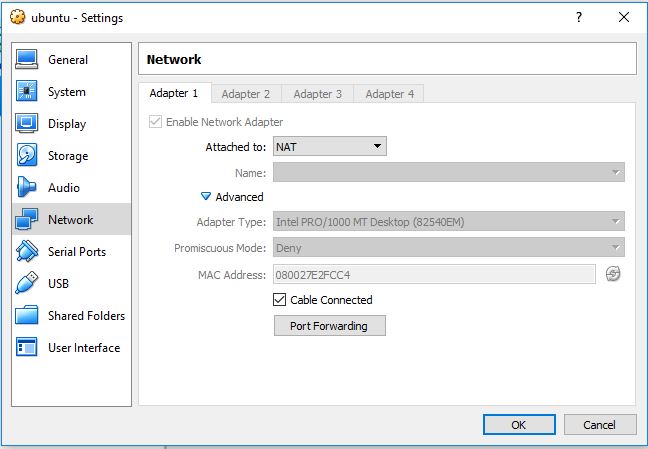 ubuntu - Settings
?
General
System
Display
Storage
Audio
Network
Serial Ports
USB
Shared Folders
User Interface
Network
Adapter 1 Adapter 2 Adapter 3 Adapter 4
Enable Network Adapter
Attached to: NAT
Name:
Advanced
Adapter Type: Intel PRO/1000 MT Desktop (82540EM)
Promiscuous Mode: Deny
MAC Address: 080027E2FCC4
Cable Connected
Port Forwarding
OK Cancel